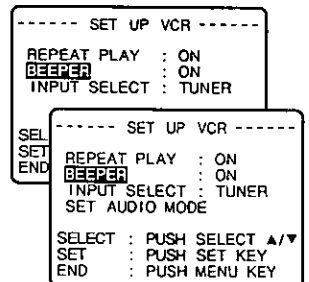 ------ SET UP VCR ------
REPEAT PLAY : ON
BEEPER : ON
INPUT SELECT : TUNER
SEL
SET
END
------ SET UP VCR ------
REPEAT PLAY : ON
BEEPER : ON
INPUT SELECT : TUNER
SET AUDIO MODE
SELECT : PUSH SELECT ▲/▼
SET : PUSH SET KEY
END : PUSH MENU KEY